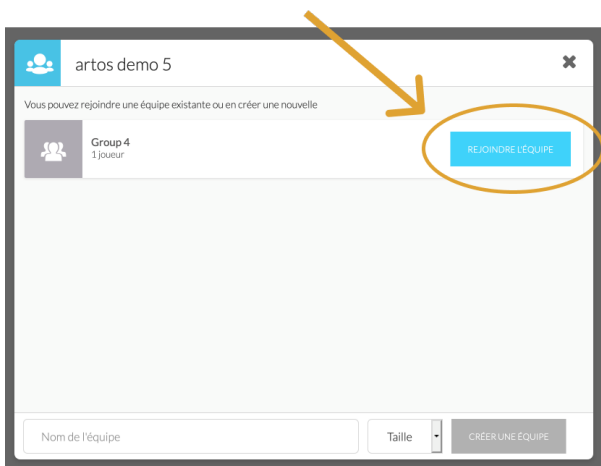 artos demo 5
Vous pouvez rejoindre une équipe existante ou en créer une nouvelle
Group 4
1 joueur
REJOINDRE L'ÉQUIPE
Nom de l'équipe
Taille
CRÉER UNE ÉQUIPE